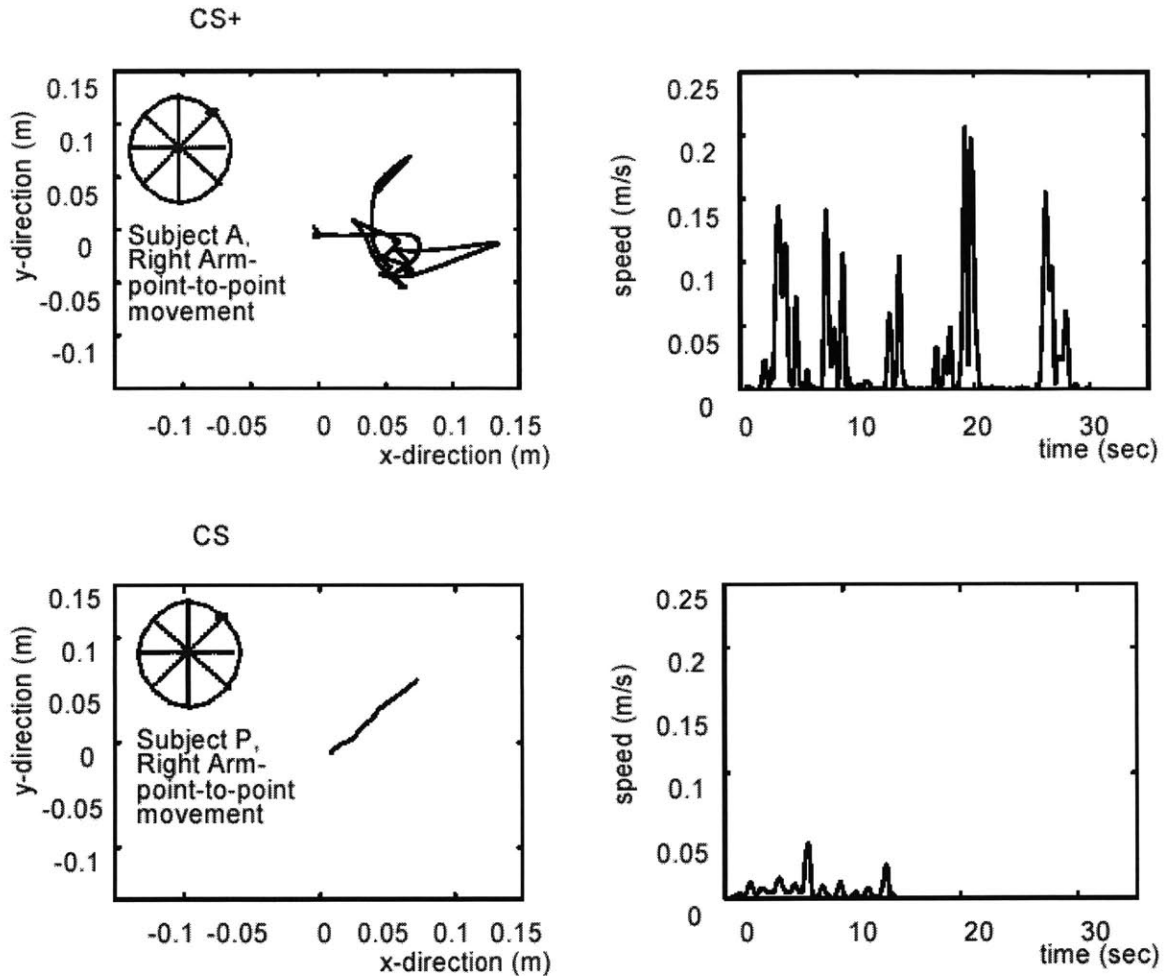 CS+
0.15
0.1
0.05
0
-0.05
-0.1
y-direction (m)
Subject A,
Right Arm-
point-to-point
movement
-0.1 -0.05 0 0.05 0.1 0.15
x-direction (m)
0.25
0.2
0.15
0.1
0.05
0
speed (m/s)
0 10 20 30
time (sec)
CS
0.15
0.1
0.05
0
-0.05
-0.1
y-direction (m)
Subject P,
Right Arm-
point-to-point
movement
-0.1 -0.05 0 0.05 0.1 0.15
x-direction (m)
0.25
0.2
0.15
0.1
0.05
0
speed (m/s)
0 10 20 30
time (sec)